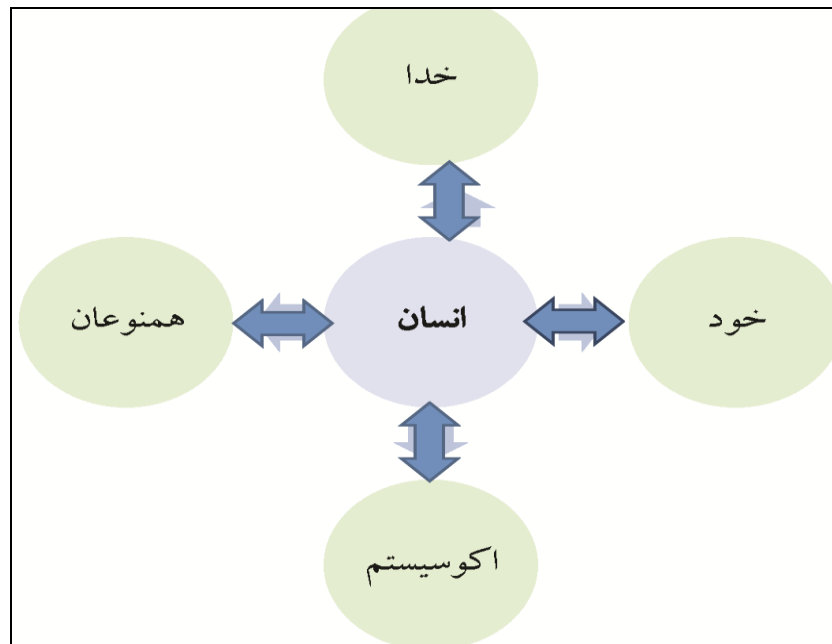 خدا
خود
انسان
همنوعان
اکوسیستم